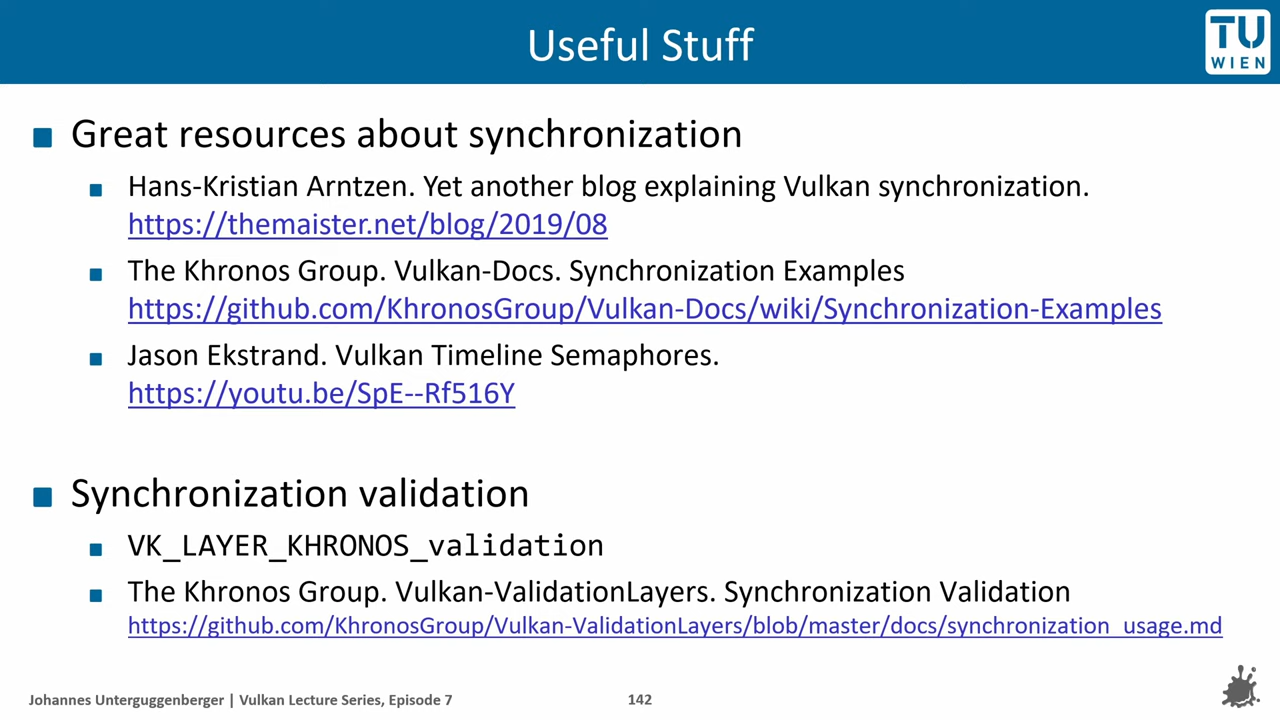 Useful Stuff
TU
WIEN
Great resources about synchronization
Hans-Kristian Arntzen. Yet another blog explaining Vulkan synchronization.
https://themaister.net/blog/2019/08
The Khronos Group. Vulkan-Docs. Synchronization Examples
https://github.com/KhronosGroup/Vulkan-Docs/wiki/Synchronization-Examples
Jason Ekstrand. Vulkan Timeline Semaphores.
https://youtu.be/SpE--Rf516Y
Synchronization validation
VK_LAYER_KHRONOS_validation
The Khronos Group. Vulkan-ValidationLayers. Synchronization Validation
https://github.com/KhronosGroup/Vulkan-ValidationLayers/blob/master/docs/synchronization_usage.md
Johannes Unterguggenberger | Vulkan Lecture Series, Episode 7
142